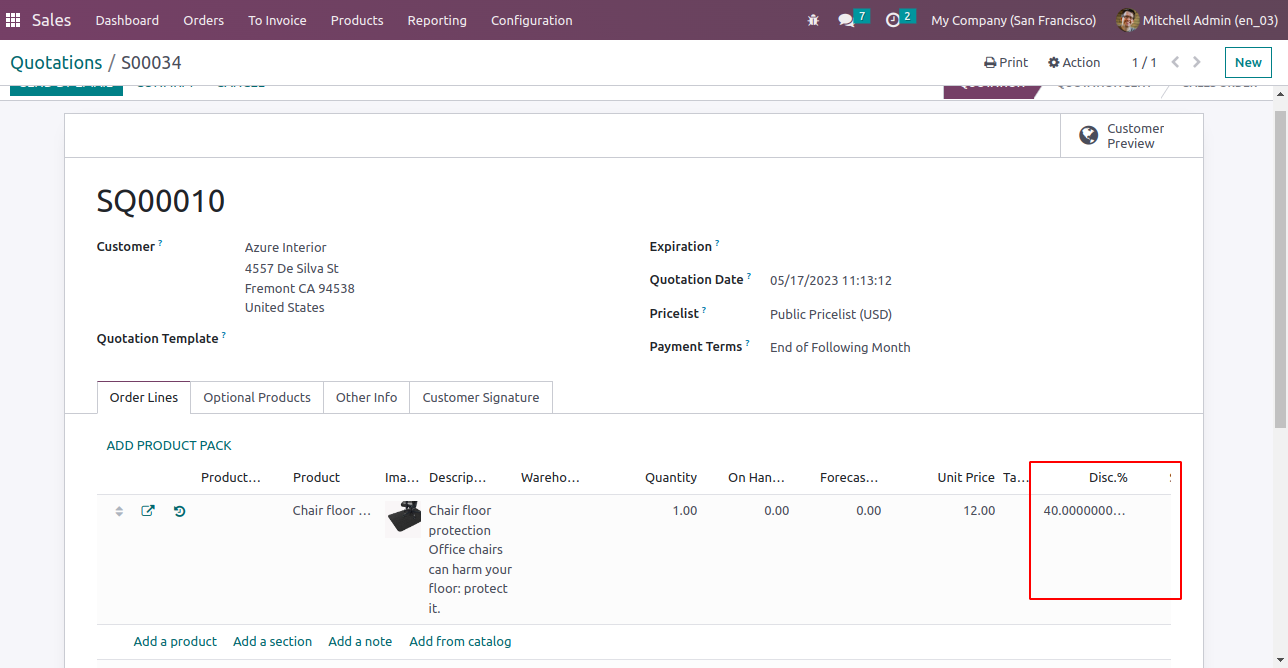 Sales Dashboard Orders To Invoice Products Reporting Configuration 7 2 My Company (San Francisco) Mitchell Admin (en_03)
Quotations / S00034 Print Action 1 / 1 New
Customer
Preview
SQ00010
Customer ?
Azure Interior
4557 De Silva St
Fremont CA 94538
United States
Quotation Template ?
Expiration ?
Quotation Date ? 05/17/2023 11:13:12
Pricelist ? Public Pricelist (USD)
Payment Terms ? End of Following Month
Order Lines Optional Products Other Info Customer Signature
ADD PRODUCT PACK
Product... Product Ima... Descrip... Wareho... Quantity On Han... Forecas... Unit Price Ta... Disc.%
Chair floor ... Chair floor 1.00 0.00 0.00 12.00 40.0000000...
protection
Office chairs
can harm your
floor: protect
it.
Add a product Add a section Add a note Add from catalog